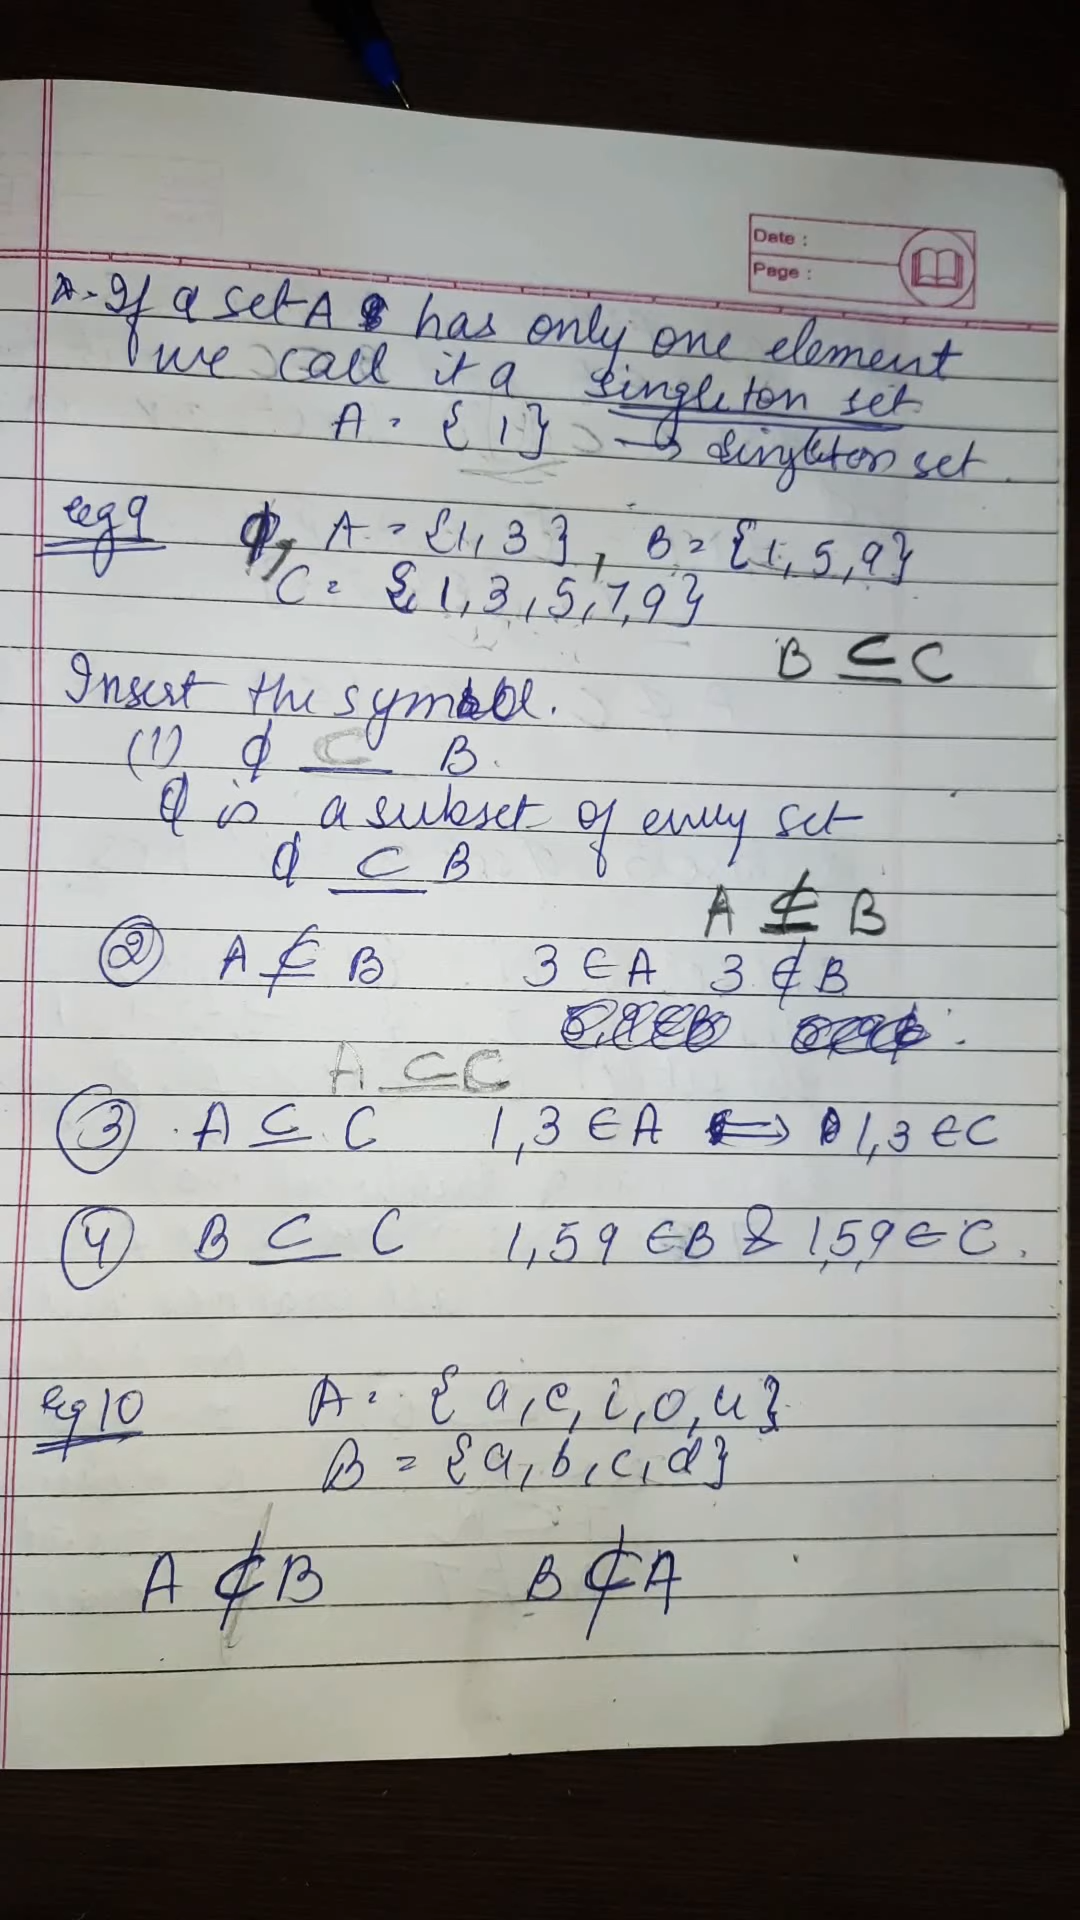 Date :
Page :
*. If a set A has only one element
we call it a singleton set
A = {1} → singleton set.
eg 9 ϕ, A = {1, 3}, B = {1, 5, 9}
C = {1, 3, 5, 7, 9}
B ⊆ C
Insert the symbol.
(1) ϕ ⊂ B.
ϕ is a subset of every set
ϕ ⊂ B
A ⊈ B
② A ⊈ B 3 ∈ A 3 ∉ B
A ⊆ C
③ . A ⊆ C 1, 3 ∈ A ⟺ 1, 3 ∈ C
④ B ⊆ C 1, 5 9 ∈ B & 1, 5, 9 ∈ C.
eg 10 A = {a, e, i, o, u}
B = {a, b, c, d}
A ⊄ B B ⊄ A